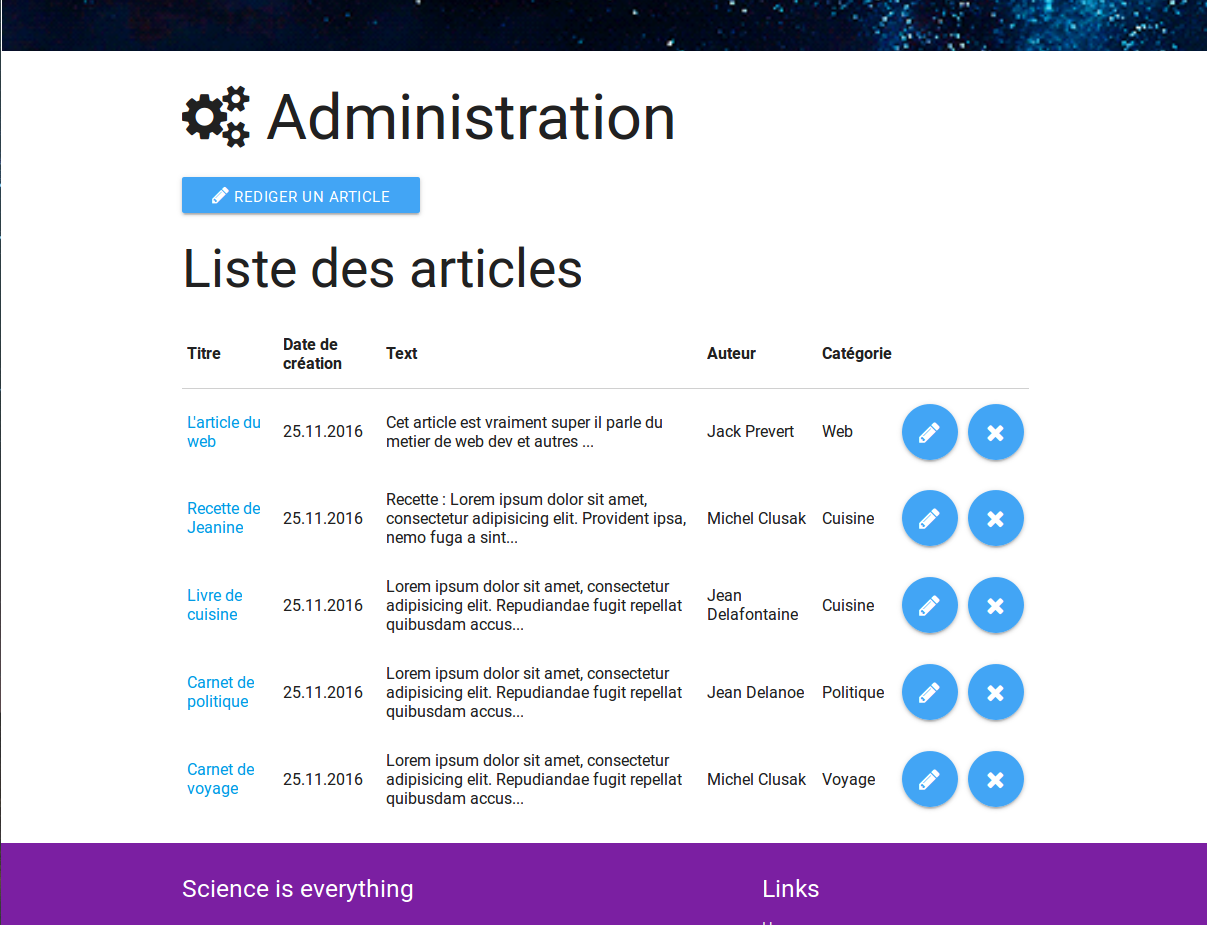 Administration
REDIGER UN ARTICLE
Liste des articles
Titre Date de création Text Auteur Catégorie
L'article du web 25.11.2016 Cet article est vraiment super il parle du metier de web dev et autres ... Jack Prevert Web
Recette de Jeanine 25.11.2016 Recette : Lorem ipsum dolor sit amet, consectetur adipisicing elit. Provident ipsa, nemo fuga a sint... Michel Clusak Cuisine
Livre de cuisine 25.11.2016 Lorem ipsum dolor sit amet, consectetur adipisicing elit. Repudiandae fugit repellat quibusdam accus... Jean Delafontaine Cuisine
Carnet de politique 25.11.2016 Lorem ipsum dolor sit amet, consectetur adipisicing elit. Repudiandae fugit repellat quibusdam accus... Jean Delanoe Politique
Carnet de voyage 25.11.2016 Lorem ipsum dolor sit amet, consectetur adipisicing elit. Repudiandae fugit repellat quibusdam accus... Michel Clusak Voyage
Science is everything
Links